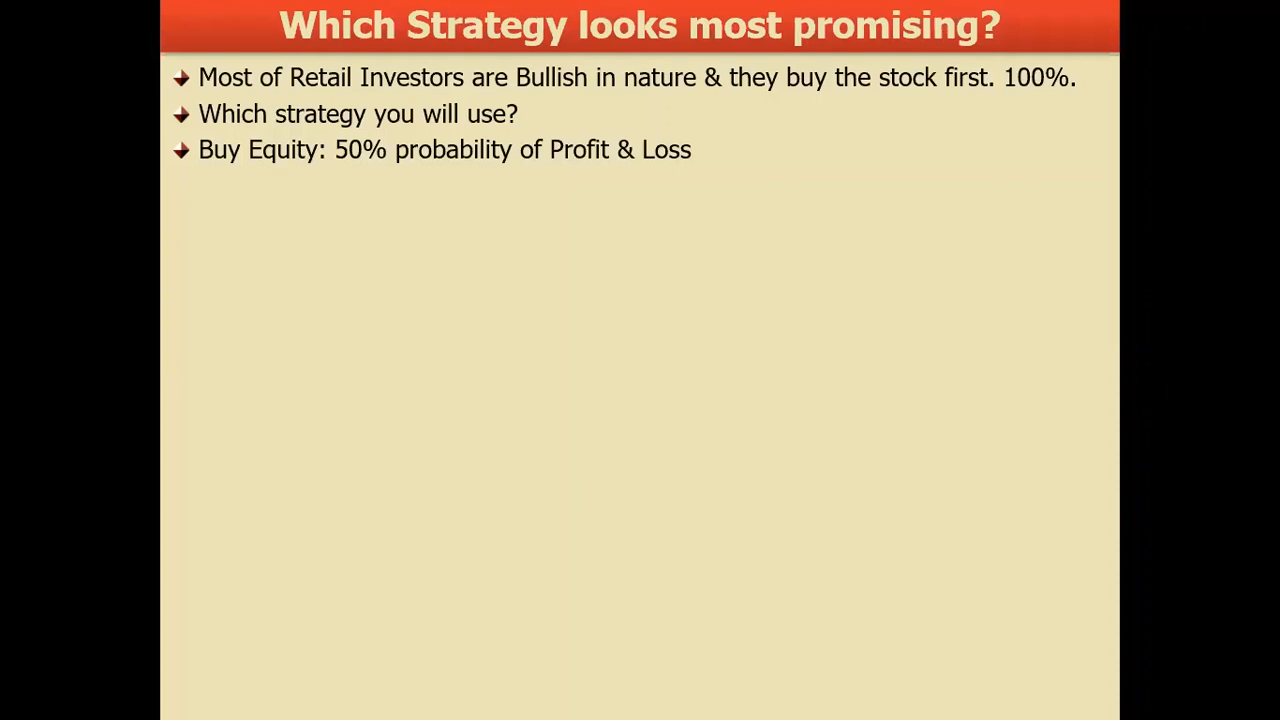 Which Strategy looks most promising?
Most of Retail Investors are Bullish in nature & they buy the stock first. 100%.
Which strategy you will use?
Buy Equity: 50% probability of Profit & Loss